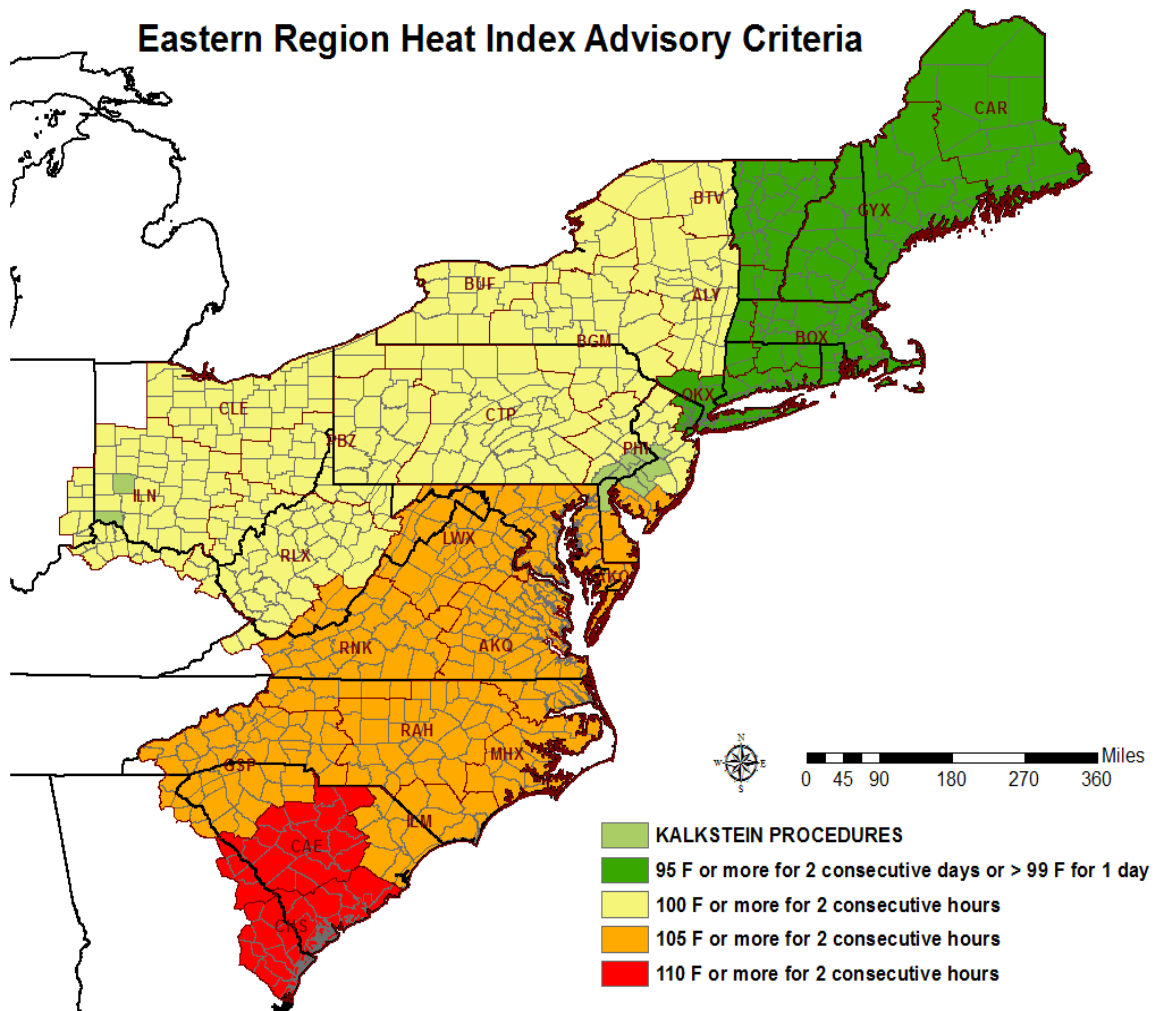 Eastern Region Heat Index Advisory Criteria
CAR
BTV
GYX
BUF
ALY
BGM
BOX
OKX
CLE
CTP
PBZ
PHI
ILN
LWX
RLX
AKQ
RNK
AKQ
RAH
MHX
GSP
ILM
CAE
CHS
N
W E
S
Miles
0 45 90 180 270 360
KALKSTEIN PROCEDURES
95 F or more for 2 consecutive days or > 99 F for 1 day
100 F or more for 2 consecutive hours
105 F or more for 2 consecutive hours
110 F or more for 2 consecutive hours